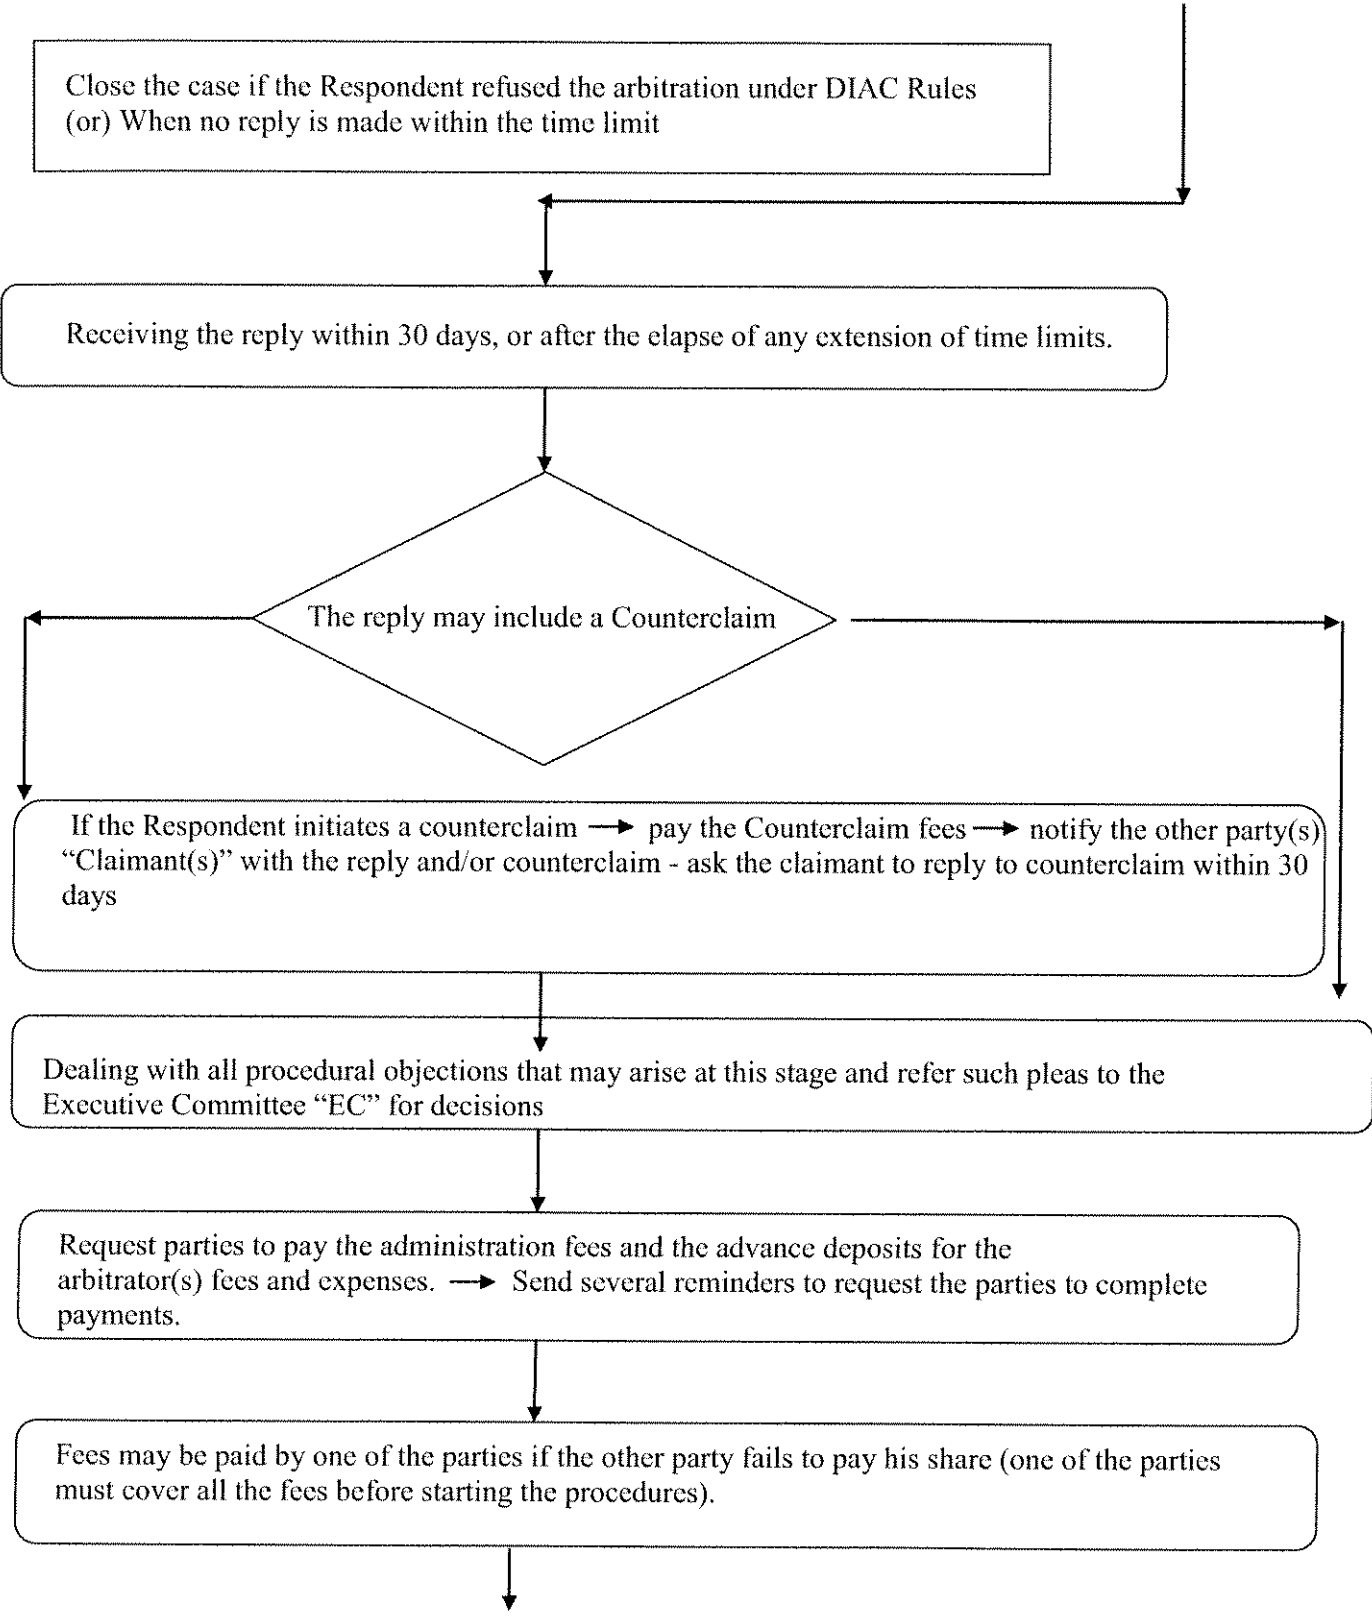 Close the case if the Respondent refused the arbitration under DIAC Rules
(or) When no reply is made within the time limit
Receiving the reply within 30 days, or after the elapse of any extension of time limits.
The reply may include a Counterclaim
If the Respondent initiates a counterclaim → pay the Counterclaim fees → notify the other party(s)
“Claimant(s)” with the reply and/or counterclaim - ask the claimant to reply to counterclaim within 30
days
Dealing with all procedural objections that may arise at this stage and refer such pleas to the
Executive Committee “EC” for decisions
Request parties to pay the administration fees and the advance deposits for the
arbitrator(s) fees and expenses. → Send several reminders to request the parties to complete
payments.
Fees may be paid by one of the parties if the other party fails to pay his share (one of the parties
must cover all the fees before starting the procedures).